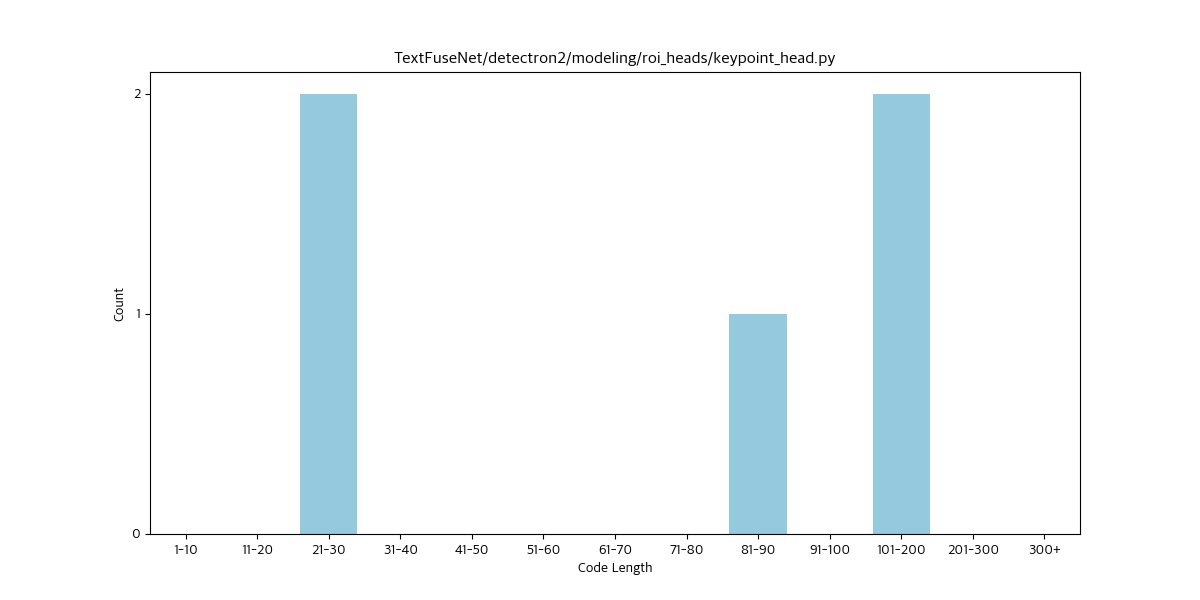 TextFuseNet/detectron2/modeling/roi_heads/keypoint_head.py
2
1
0
Count
1-10 11-20 21-30 31-40 41-50 51-60 61-70 71-80 81-90 91-100 101-200 201-300 300+
Code Length